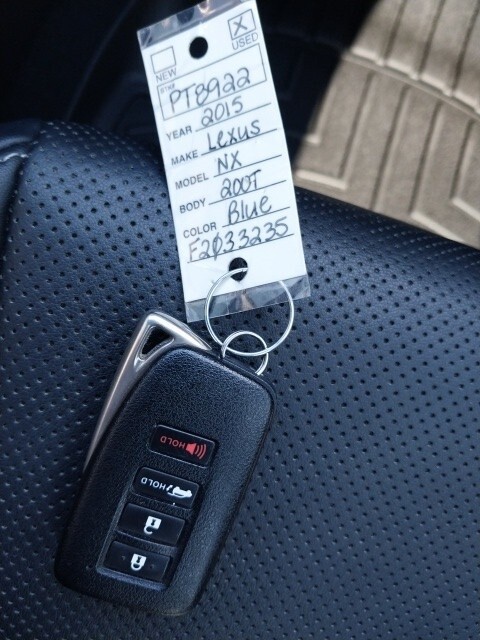 X
NEW USED
STK# PT8922
YEAR 2015
MAKE Lexus
MODEL NX
BODY 200T
COLOR Blue
F2033235
HOLD
HOLD